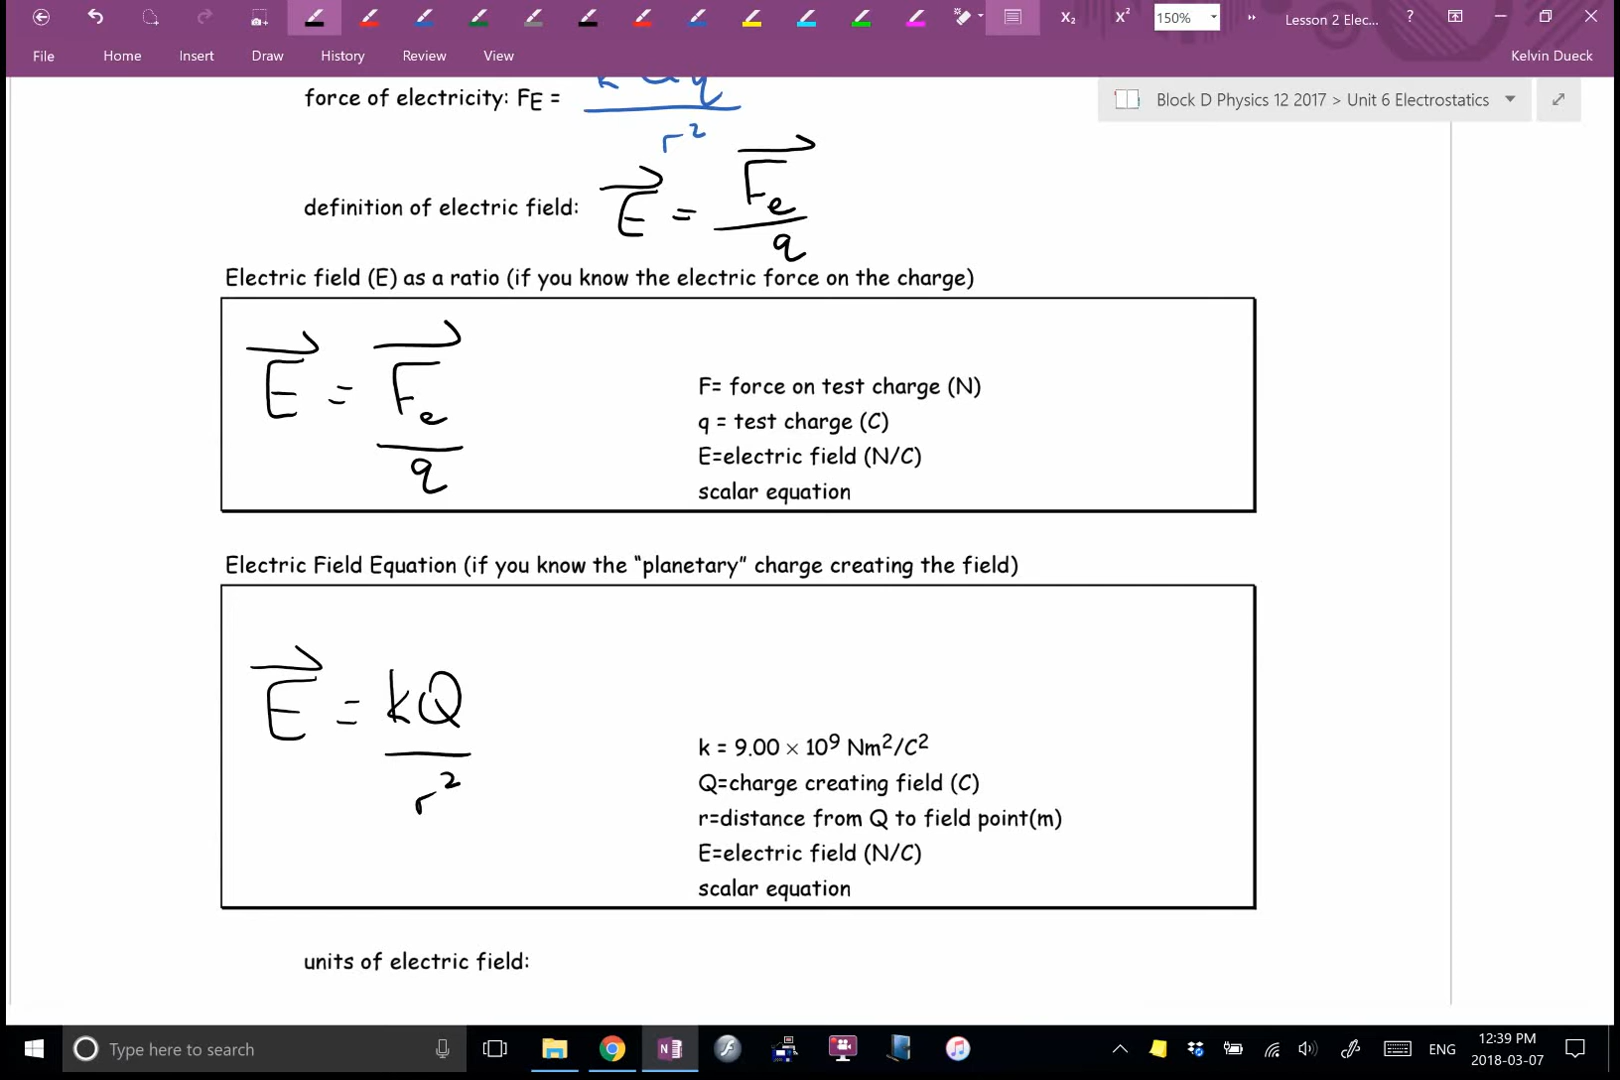 X₂ X² 150% Lesson 2 Elec... ?
File Home Insert Draw History Review View Kelvin Dueck
Block D Physics 12 2017 > Unit 6 Electrostatics
force of electricity: FE = k Q q / r²
definition of electric field: E = Fe / q
Electric field (E) as a ratio (if you know the electric force on the charge)
E = Fe / q
F= force on test charge (N)
q = test charge (C)
E=electric field (N/C)
scalar equation
Electric Field Equation (if you know the “planetary” charge creating the field)
E = kQ / r²
k = 9.00 × 10⁹ Nm²/C²
Q=charge creating field (C)
r=distance from Q to field point(m)
E=electric field (N/C)
scalar equation
units of electric field:
Type here to search
ENG
12:39 PM
2018-03-07